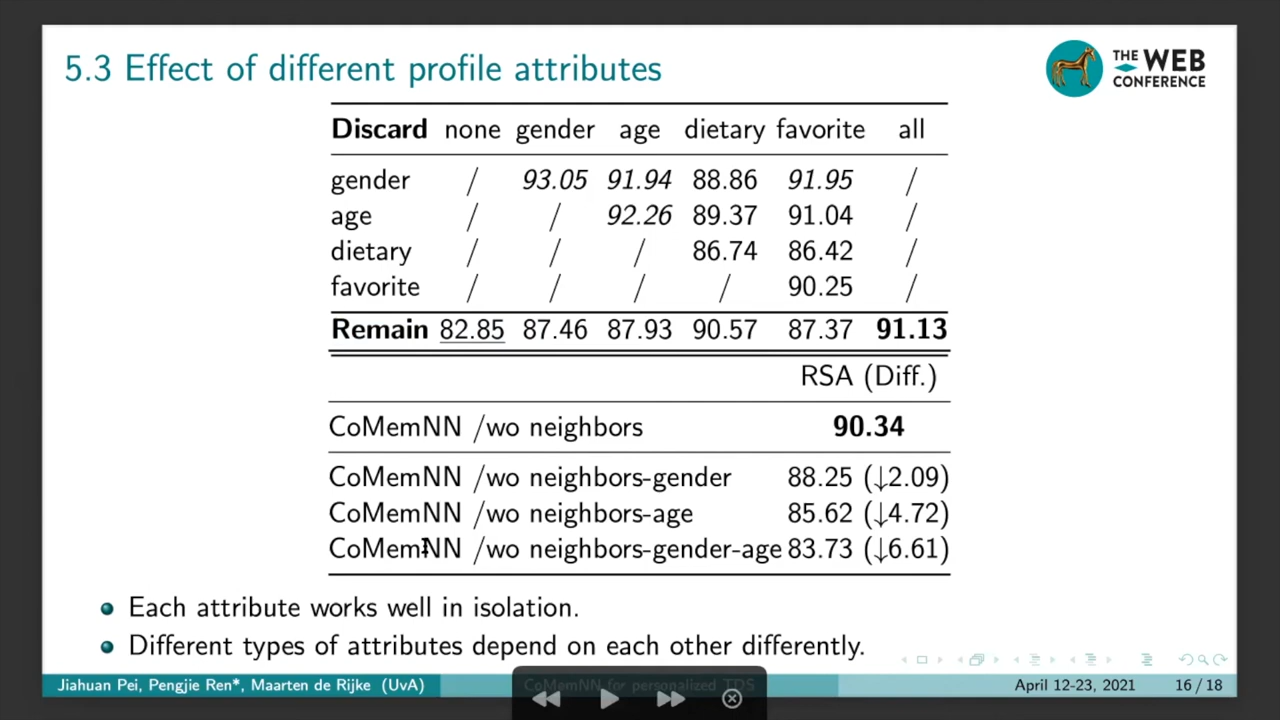 5.3 Effect of different profile attributes
THE WEB
CONFERENCE
Discard none gender age dietary favorite all
gender / 93.05 91.94 88.86 91.95 /
age / / 92.26 89.37 91.04 /
dietary / / / 86.74 86.42 /
favorite / / / / 90.25 /
Remain 82.85 87.46 87.93 90.57 87.37 91.13
RSA (Diff.)
CoMemNN /wo neighbors 90.34
CoMemNN /wo neighbors-gender 88.25 (↓2.09)
CoMemNN /wo neighbors-age 85.62 (↓4.72)
CoMemNN /wo neighbors-gender-age 83.73 (↓6.61)
Each attribute works well in isolation.
Different types of attributes depend on each other differently.
Jiahuan Pei, Pengjie Ren*, Maarten de Rijke (UvA) CoMemNN for personalized TDS April 12-23, 2021 16 / 18